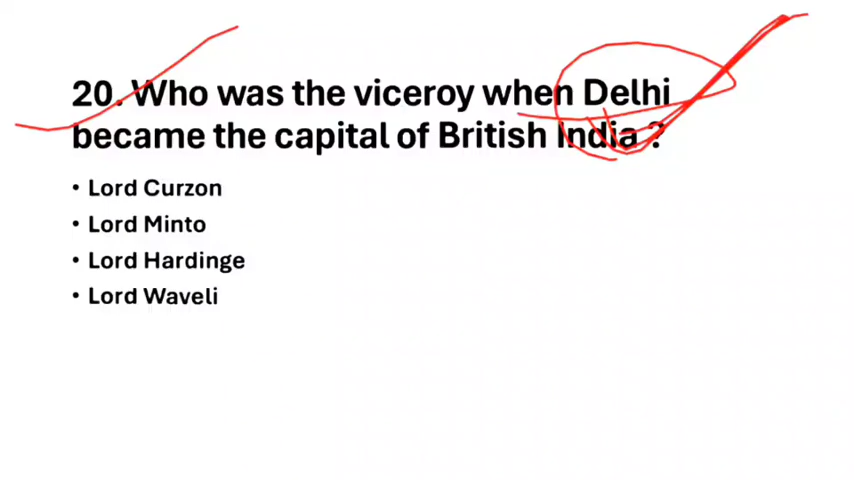 20. Who was the viceroy when Delhi
became the capital of British India ?
• Lord Curzon
• Lord Minto
• Lord Hardinge
• Lord Waveli